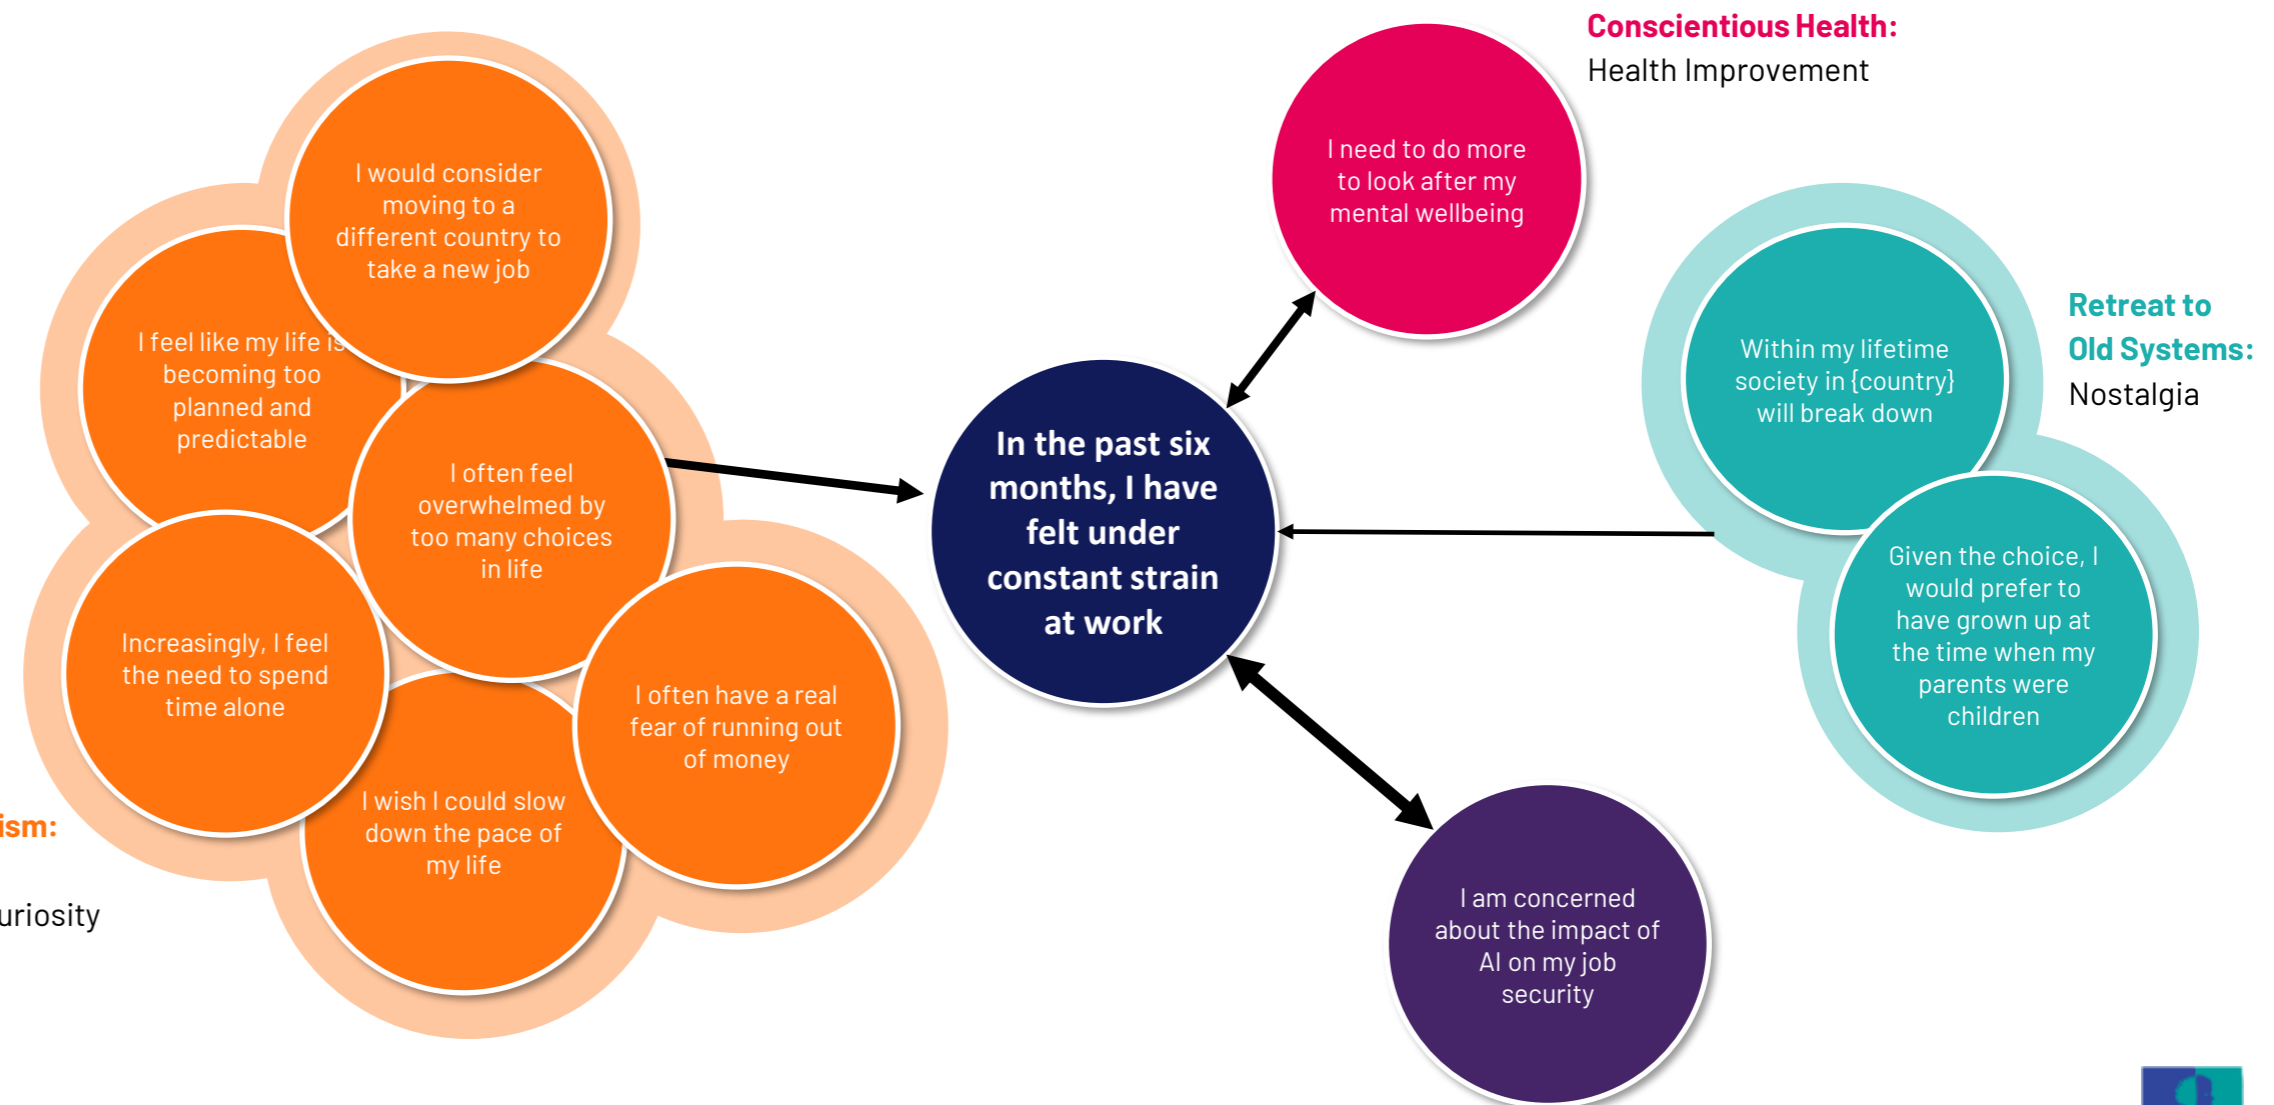 Conscientious Health:
Health Improvement
I would consider
moving to a
different country to
take a new job
I need to do more
to look after my
mental wellbeing
I feel like my life is
becoming too
planned and
predictable
Retreat to
Old Systems:
Nostalgia
Within my lifetime
society in {country}
will break down
In the past six
months, I have
felt under
constant strain
at work
I often feel
overwhelmed by
too many choices
in life
Given the choice, I
would prefer to
have grown up at
the time when my
parents were
children
Increasingly, I feel
the need to spend
time alone
I often have a real
fear of running out
of money
I wish I could slow
down the pace of
my life
ism:
uriosity
I am concerned
about the impact of
AI on my job
security